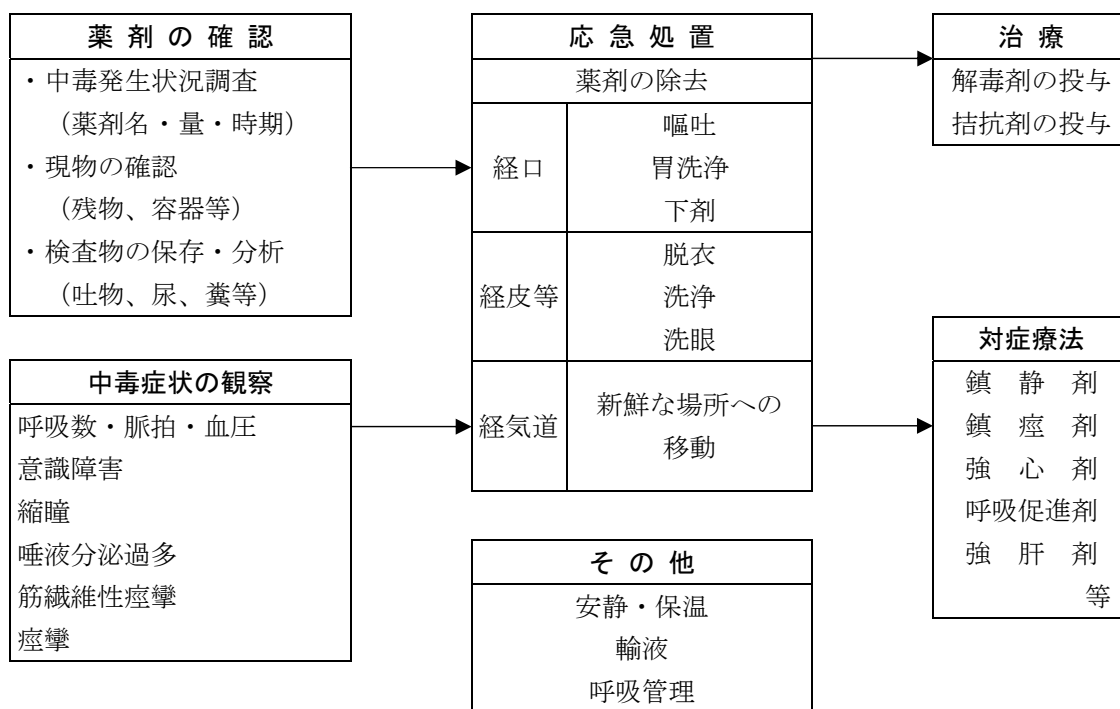 薬剤の確認
・中毒発生状況調査
（薬剤名・量・時期）
・現物の確認
（残物、容器等）
・検査物の保存・分析
（吐物、尿、糞等）
中毒症状の観察
呼吸数・脈拍・血圧
意識障害
縮瞳
唾液分泌過多
筋繊維性痙攣
痙攣
応急処置
薬剤の除去
経口
嘔吐
胃洗浄
下剤
経皮等
脱衣
洗浄
洗眼
経気道
新鮮な場所への
移動
その他
安静・保温
輸液
呼吸管理
治療
解毒剤の投与
拮抗剤の投与
対症療法
鎮静剤
鎮痙剤
強心剤
呼吸促進剤
強肝剤
等